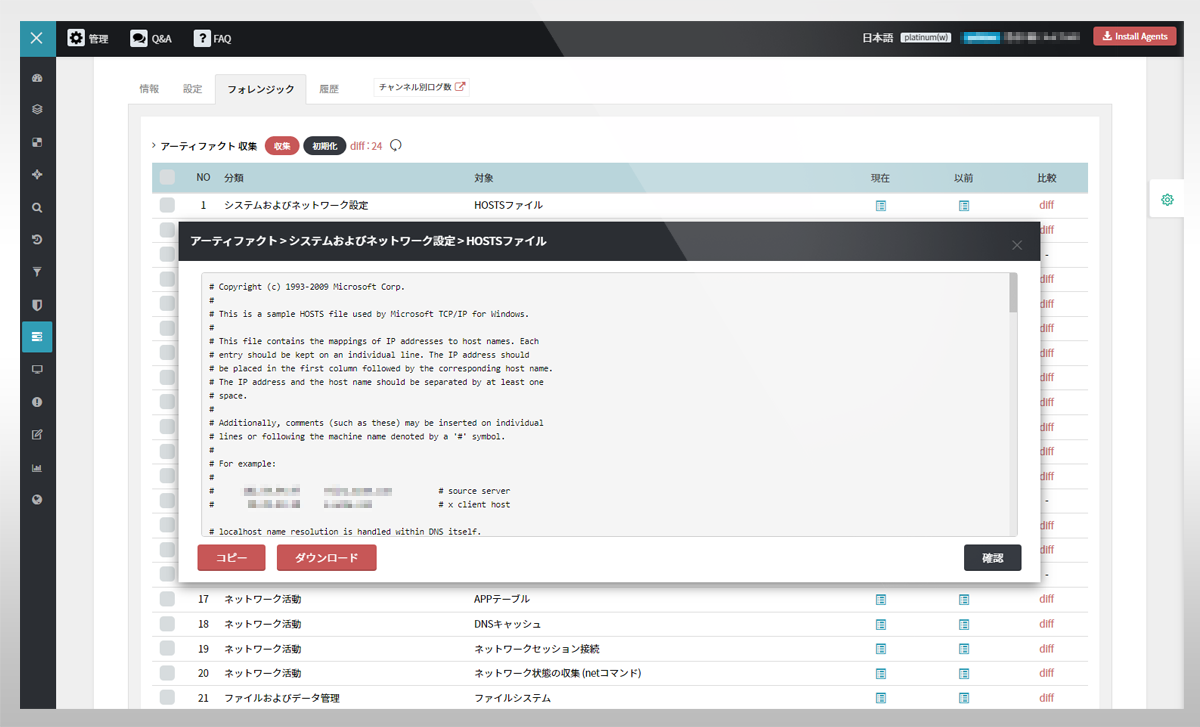 管理 Q&A ? FAQ 日本語 platinum(w) Install Agents
情報 設定 フォレンジック 履歴 チャンネル別ログ数
アーティファクト 収集 収集 初期化 diff : 24
NO 分類 対象 現在 以前 比較
1 システムおよびネットワーク設定 HOSTSファイル diff
diff
アーティファクト > システムおよびネットワーク設定 > HOSTSファイル
-
# Copyright (c) 1993-2009 Microsoft Corp.
diff
#
diff
# This is a sample HOSTS file used by Microsoft TCP/IP for Windows.
#
diff
# This file contains the mappings of IP addresses to host names. Each
# entry should be kept on an individual line. The IP address should
diff
# be placed in the first column followed by the corresponding host name.
# The IP address and the host name should be separated by at least one
diff
# space.
diff
#
# Additionally, comments (such as these) may be inserted on individual
diff
# lines or following the machine name denoted by a '#' symbol.
#
diff
# For example:
#
diff
# # source server
# # x client host
-
# localhost name resolution is handled within DNS itself.
diff
コピー ダウンロード 確認
diff
-
17 ネットワーク活動 APPテーブル diff
18 ネットワーク活動 DNSキャッシュ diff
19 ネットワーク活動 ネットワークセッション接続 diff
20 ネットワーク活動 ネットワーク状態の収集 (netコマンド) diff
21 ファイルおよびデータ管理 ファイルシステム diff